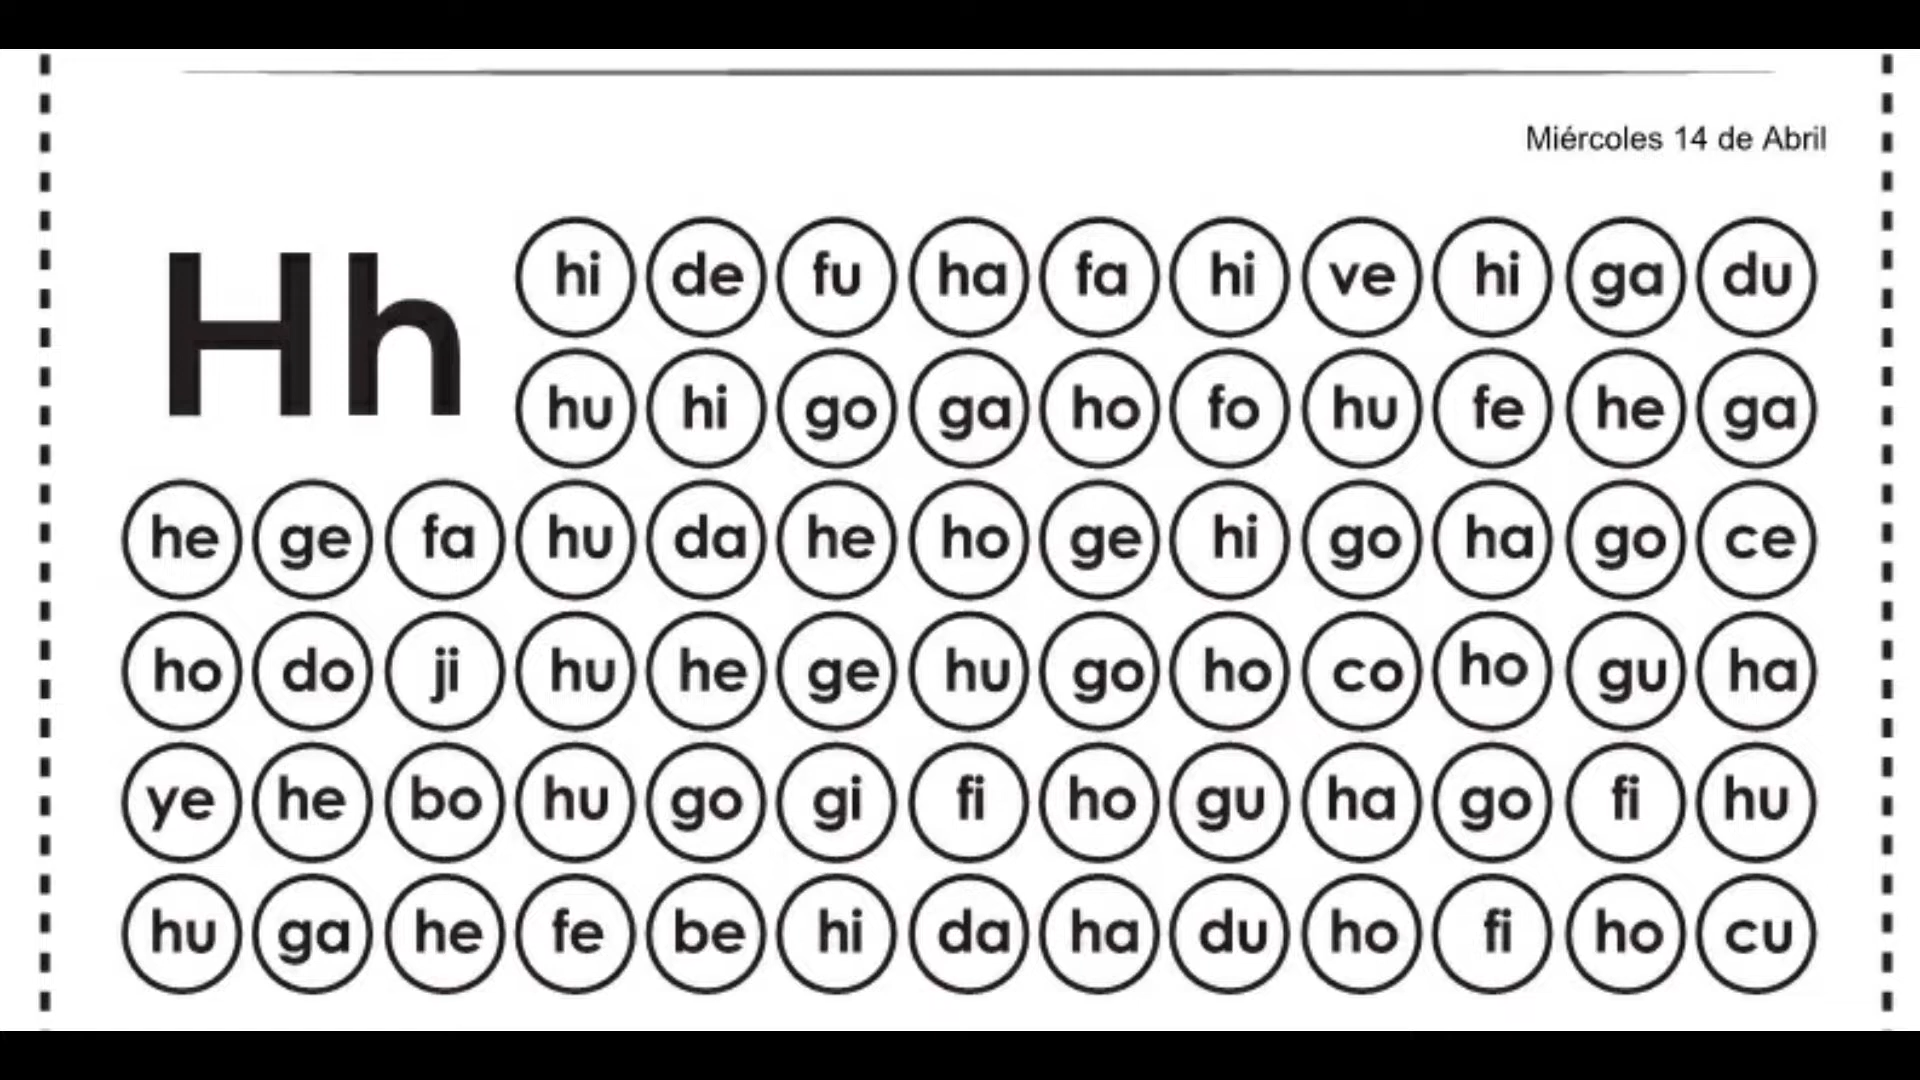 Miércoles 14 de Abril
Hh
hi de fu ha fa hi ve hi ga du
hu hi go ga ho fo hu fe he ga
he ge fa hu da he ho ge hi go ha go ce
ho do ji hu he ge hu go ho co ho gu ha
ye he bo hu go gi fi ho gu ha go fi hu
hu ga he fe be hi da ha du ho fi ho cu